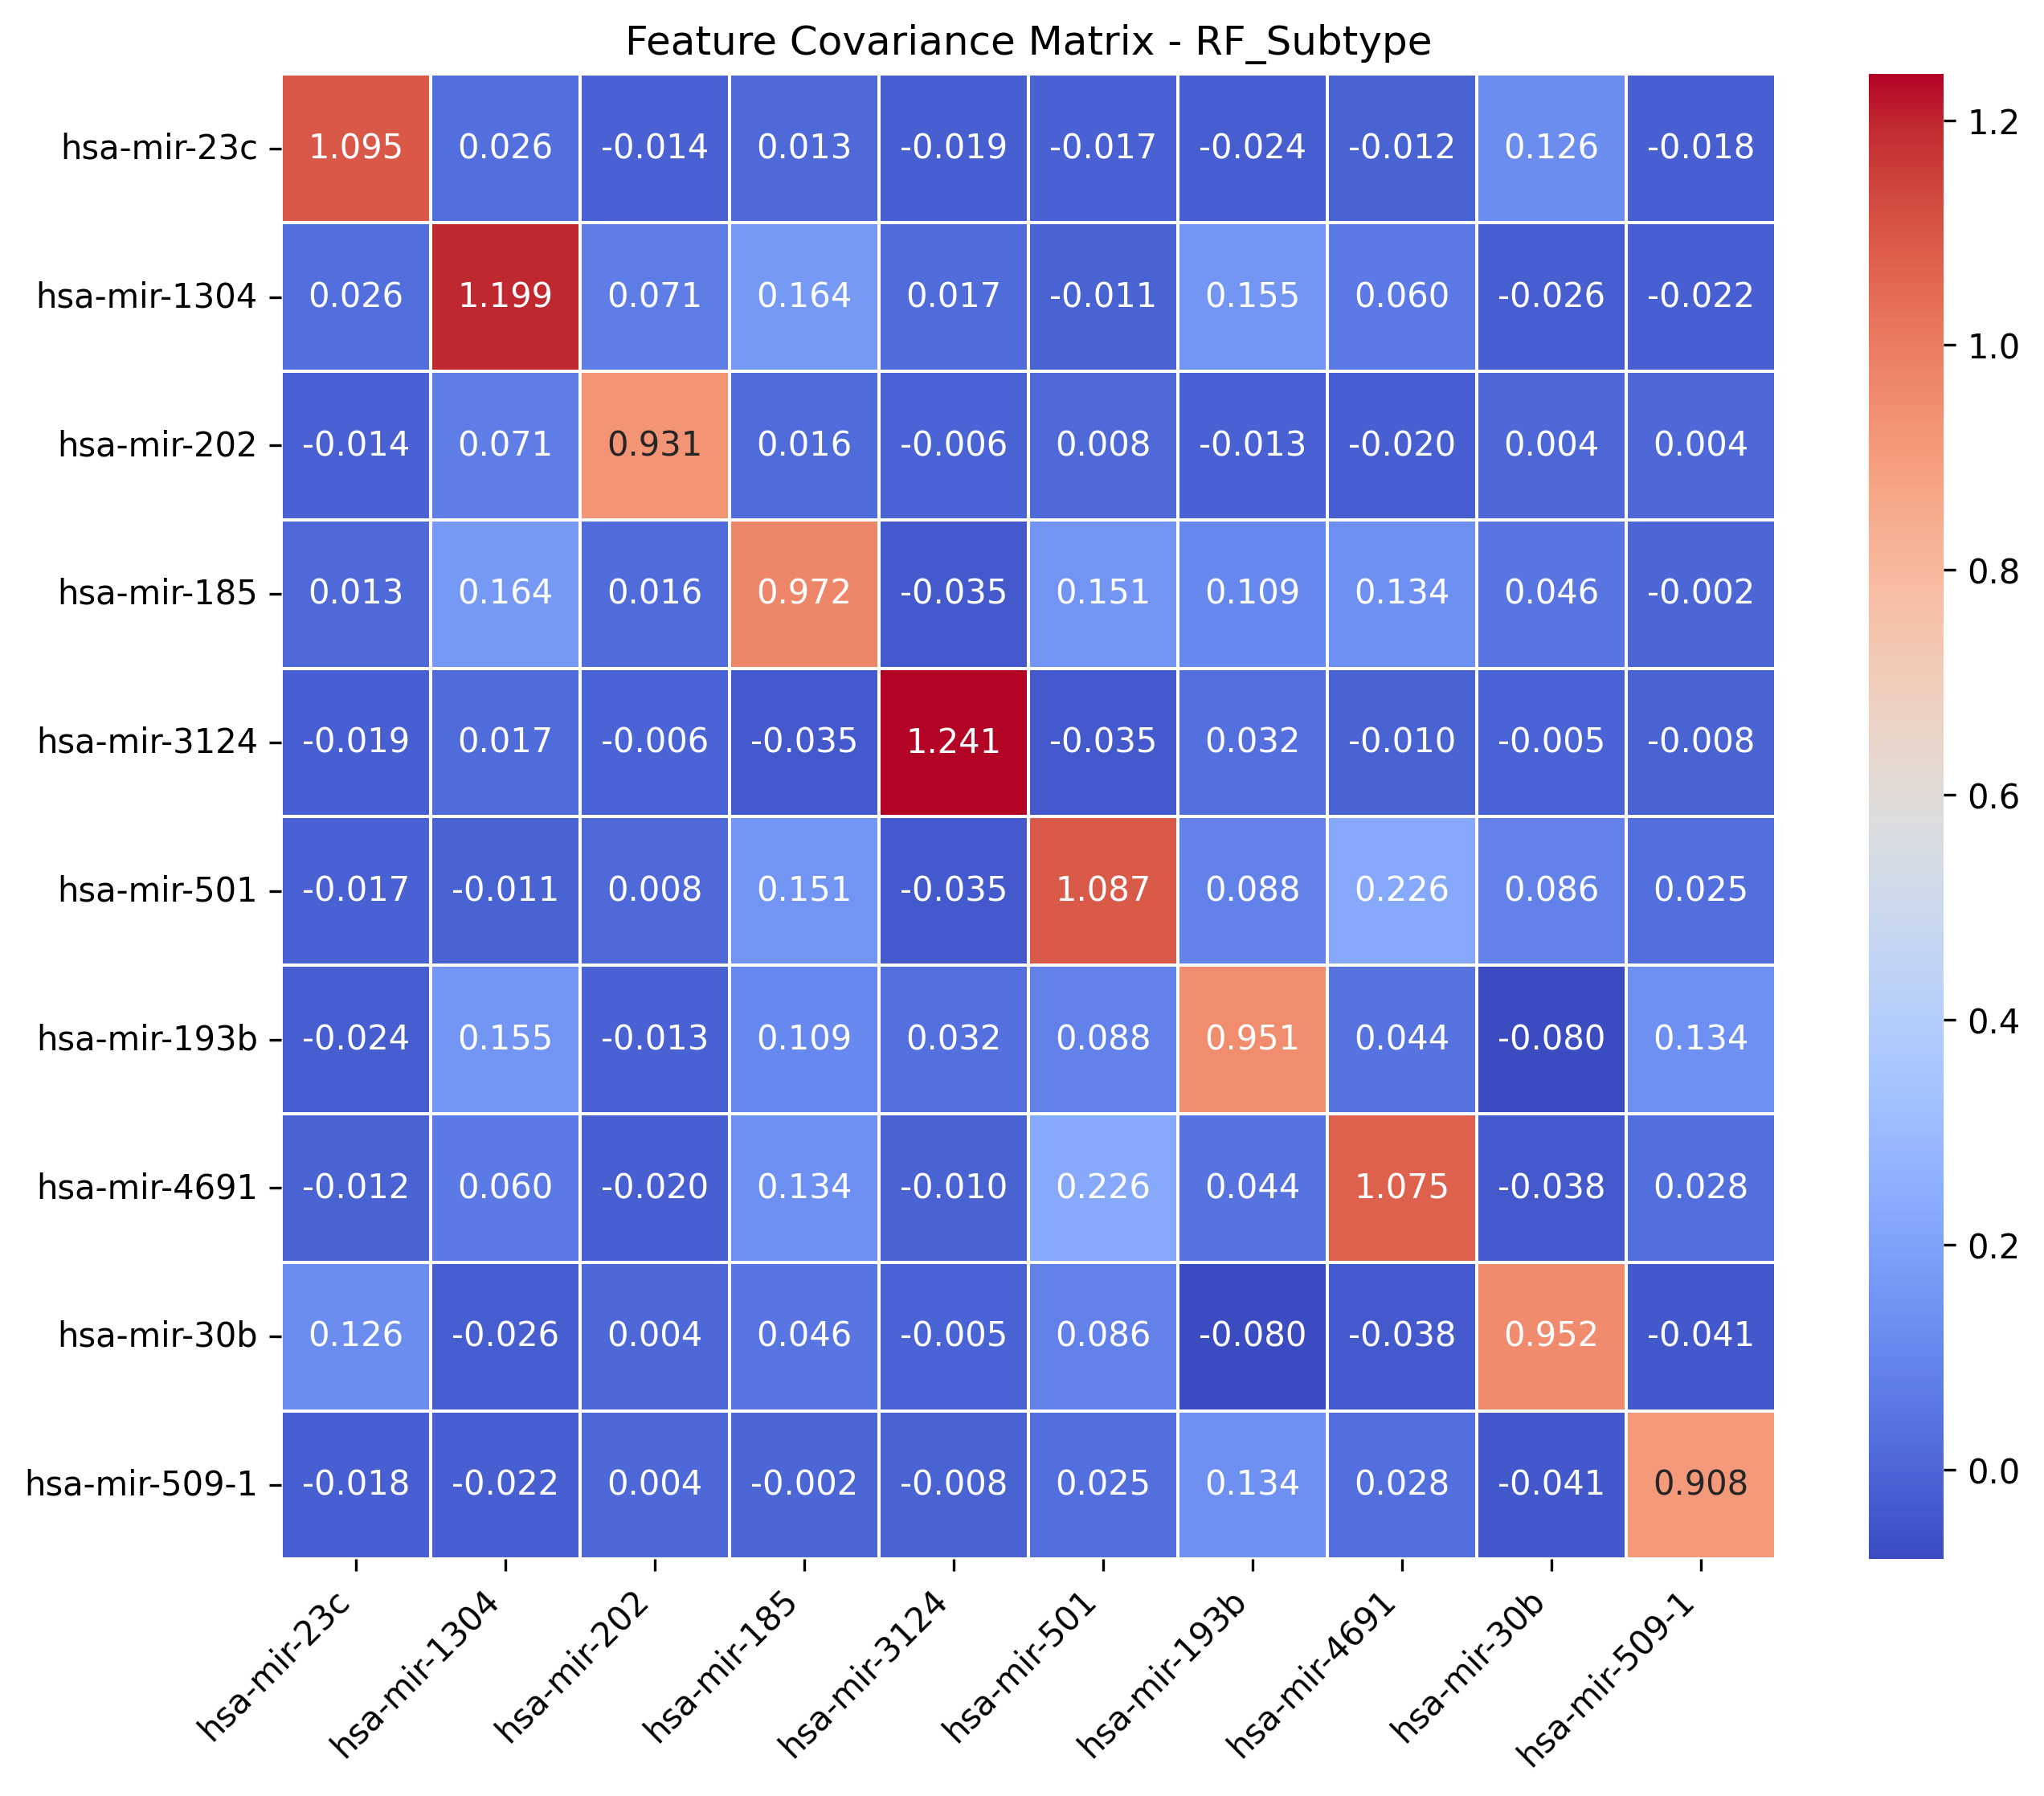 Feature Covariance Matrix - RF_Subtype
hsa-mir-23c 1.095 0.026 -0.014 0.013 -0.019 -0.017 -0.024 -0.012 0.126 -0.018
hsa-mir-1304 0.026 1.199 0.071 0.164 0.017 -0.011 0.155 0.060 -0.026 -0.022
hsa-mir-202 -0.014 0.071 0.931 0.016 -0.006 0.008 -0.013 -0.020 0.004 0.004
hsa-mir-185 0.013 0.164 0.016 0.972 -0.035 0.151 0.109 0.134 0.046 -0.002
hsa-mir-3124 -0.019 0.017 -0.006 -0.035 1.241 -0.035 0.032 -0.010 -0.005 -0.008
hsa-mir-501 -0.017 -0.011 0.008 0.151 -0.035 1.087 0.088 0.226 0.086 0.025
hsa-mir-193b -0.024 0.155 -0.013 0.109 0.032 0.088 0.951 0.044 -0.080 0.134
hsa-mir-4691 -0.012 0.060 -0.020 0.134 -0.010 0.226 0.044 1.075 -0.038 0.028
hsa-mir-30b 0.126 -0.026 0.004 0.046 -0.005 0.086 -0.080 -0.038 0.952 -0.041
hsa-mir-509-1 -0.018 -0.022 0.004 -0.002 -0.008 0.025 0.134 0.028 -0.041 0.908
hsa-mir-23c hsa-mir-1304 hsa-mir-202 hsa-mir-185 hsa-mir-3124 hsa-mir-501 hsa-mir-193b hsa-mir-4691 hsa-mir-30b hsa-mir-509-1
1.2
1.0
0.8
0.6
0.4
0.2
0.0